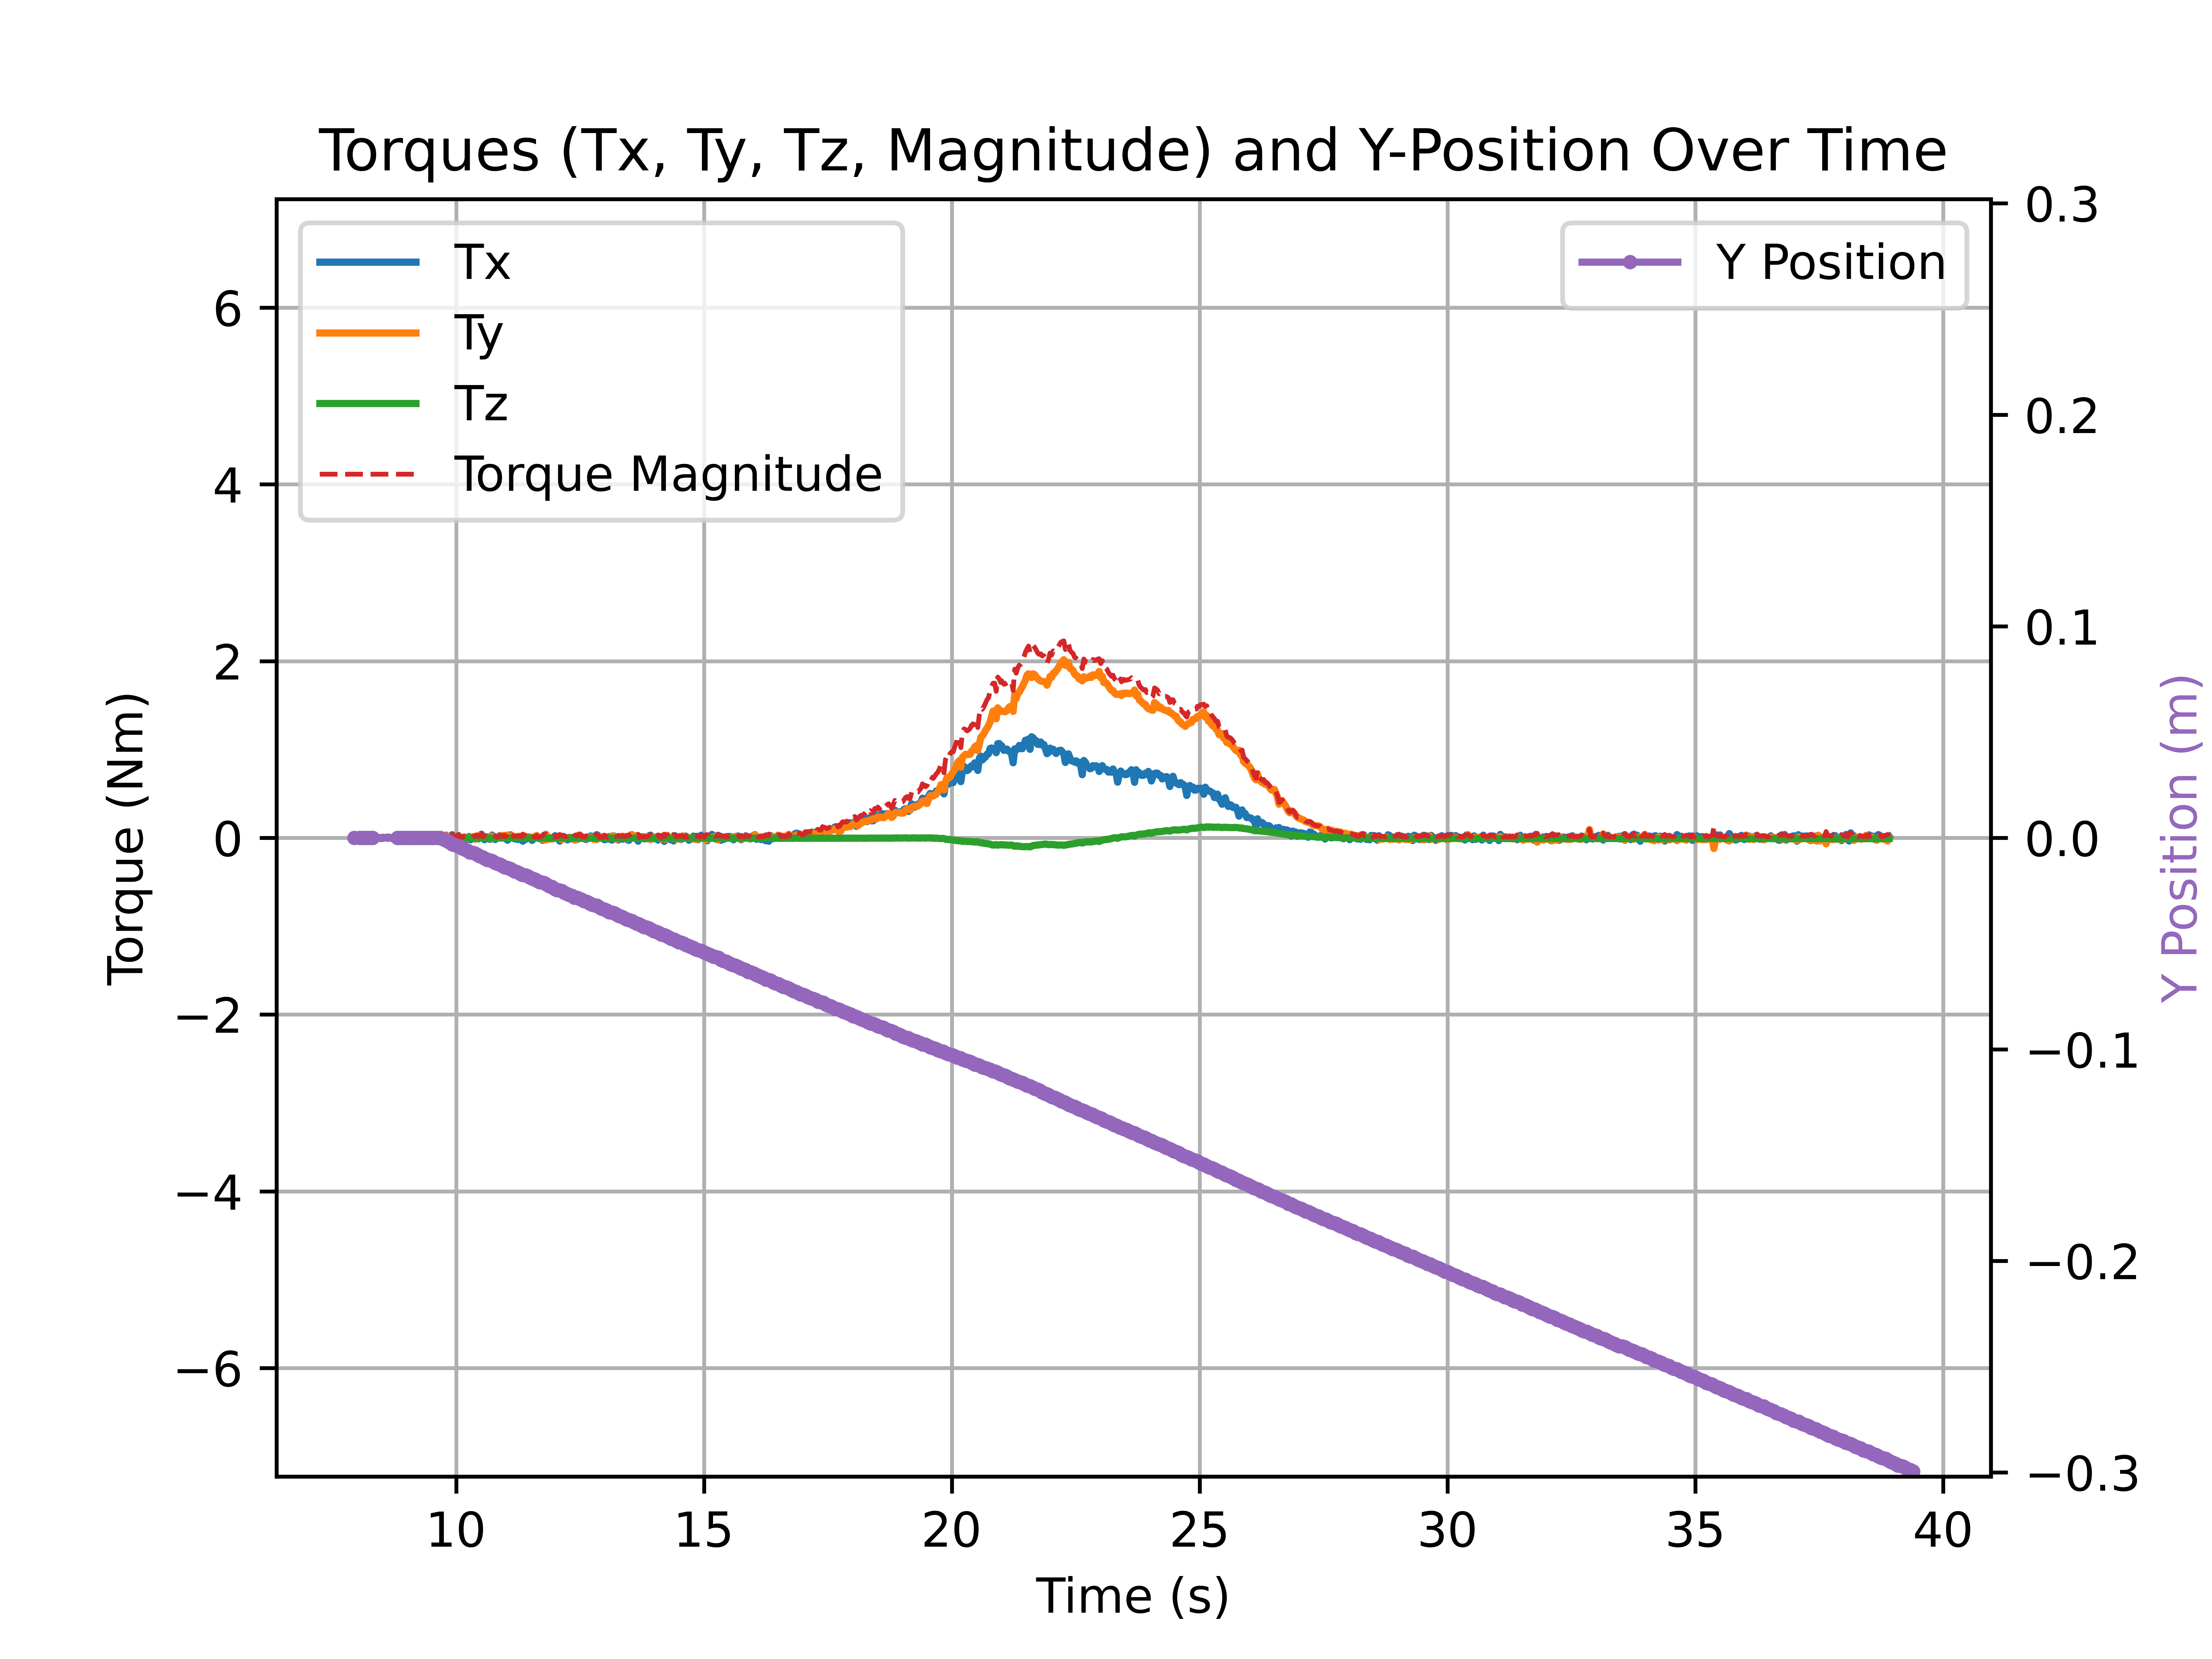 Torques (Tx, Ty, Tz, Magnitude) and Y-Position Over Time
Tx
Ty
Tz
Torque Magnitude
Y Position
6
4
2
0
−2
−4
−6
Torque (Nm)
0.3
0.2
0.1
0.0
−0.1
−0.2
−0.3
Y Position (m)
10 15 20 25 30 35 40
Time (s)